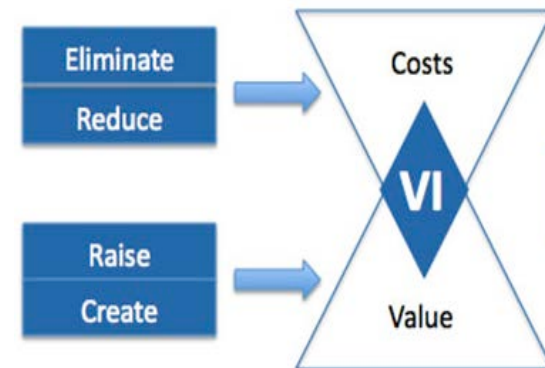 Eliminate
Reduce
Costs
VI
Raise
Create
Value